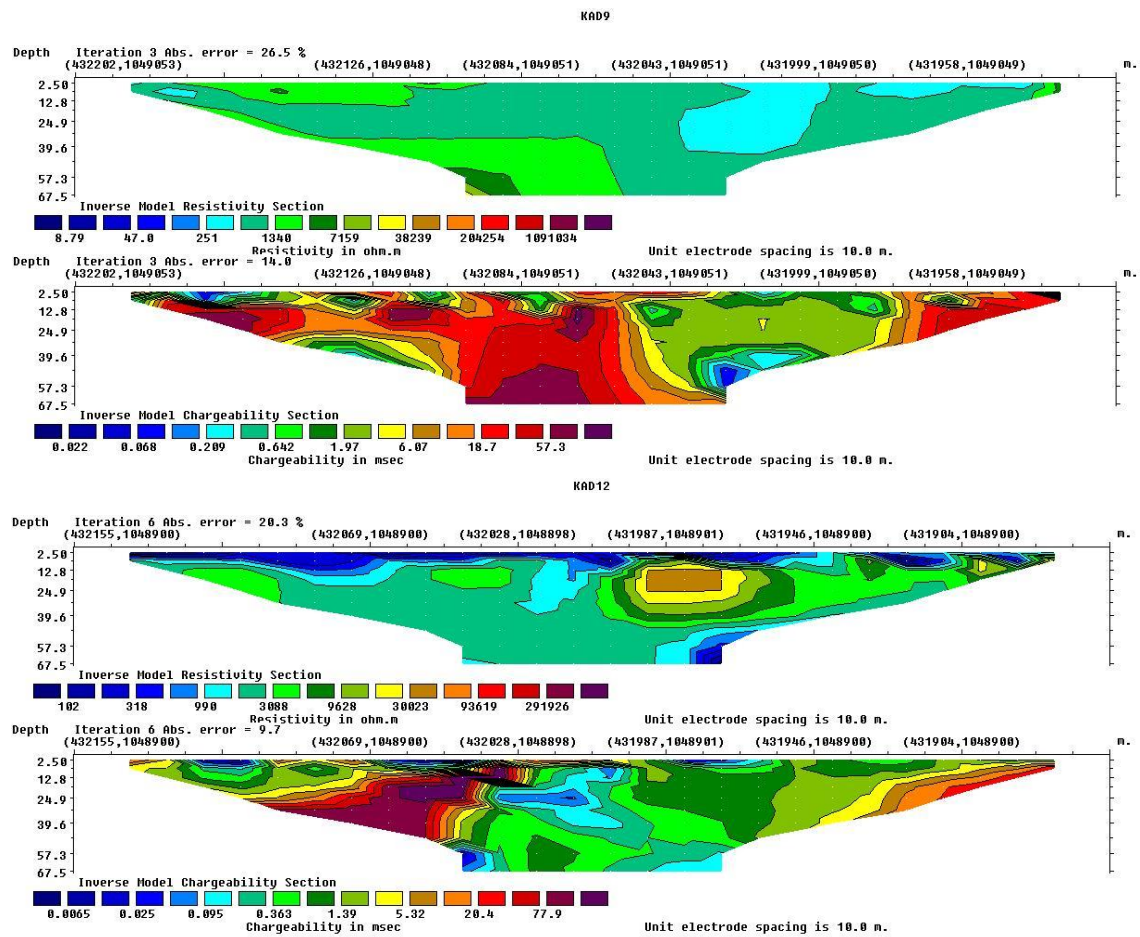 KAD9
Depth Iteration 3 Abs. error = 26.5 %
(432202,1049053) (432126,1049048) (432084,1049051) (432043,1049051) (431999,1049050) (431958,1049049) m.
2.50
12.8
24.9
39.6
57.3
67.5
Inverse Model Resistivity Section
8.79 47.0 251 1340 7159 38239 204254 1091034
Resistivity in ohm.m Unit electrode spacing is 10.0 m.
Depth Iteration 3 Abs. error = 14.0
(432202,1049053) (432126,1049048) (432084,1049051) (432043,1049051) (431999,1049050) (431958,1049049) m.
2.50
12.8
24.9
39.6
57.3
67.5
Inverse Model Chargeability Section
0.022 0.068 0.209 0.642 1.97 6.07 18.7 57.3
Chargeability in msec Unit electrode spacing is 10.0 m.
KAD12
Depth Iteration 6 Abs. error = 20.3 %
(432155,1048900) (432069,1048900) (432028,1048898) (431987,1048901) (431946,1048900) (431904,1048900) m.
2.50
12.8
24.9
39.6
57.3
67.5
Inverse Model Resistivity Section
102 318 990 3088 9628 30023 93619 291926
Resistivity in ohm.m Unit electrode spacing is 10.0 m.
Depth Iteration 6 Abs. error = 9.7
(432155,1048900) (432069,1048900) (432028,1048898) (431987,1048901) (431946,1048900) (431904,1048900) m.
2.50
12.8
24.9
39.6
57.3
67.5
Inverse Model Chargeability Section
0.0065 0.025 0.095 0.363 1.39 5.32 20.4 77.9
Chargeability in msec Unit electrode spacing is 10.0 m.